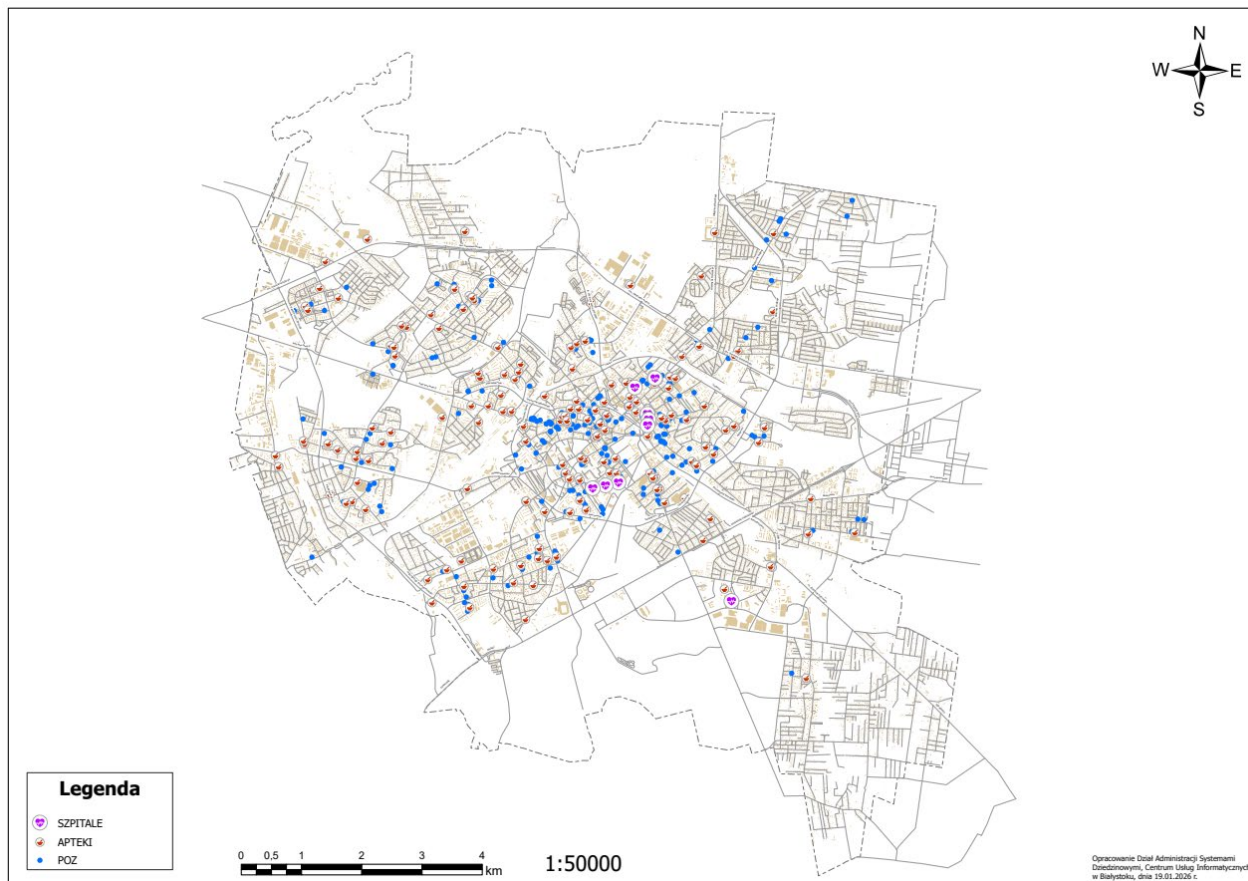 N
W E
S
Legenda
SZPITALE
APTEKI
POZ
0 0,5 1 2 3 4
km
1:50000
Opracowanie Dział Administracji Systemami
Dziedzinowymi, Centrum Usług Informatycznych
w Białymstoku, dnia 19.01.2026 r.